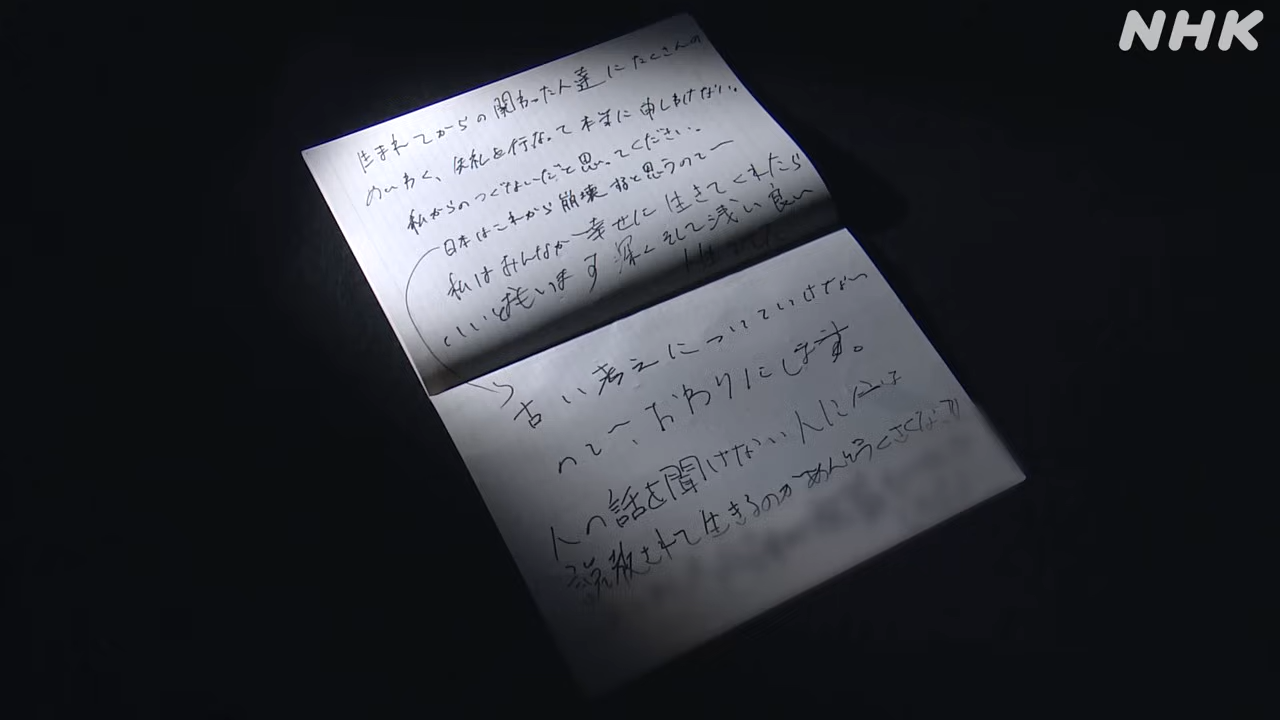 NHK
生まれてからの関わった人達にたくさんの
めいわく、失礼を行なって本当に申しわけない。
私からのつぐないだと思ってください。
日本はこれから崩壊すると思うので〜
私はみんなが幸せに生きてくれたら
いいと思います 深くそして浅い良い
古い考えについていけない
ので〜、おわりにします。
人の話を聞けない人に
説教されて生きるのがめんどうくさくなり